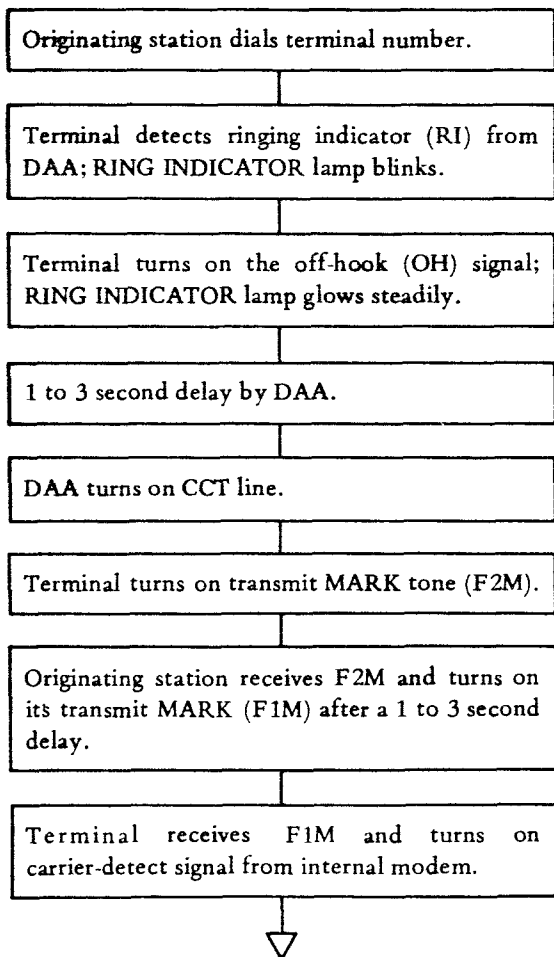 Originating station dials terminal number.
Terminal detects ringing indicator (RI) from
DAA; RING INDICATOR lamp blinks.
Terminal turns on the off-hook (OH) signal;
RING INDICATOR lamp glows steadily.
1 to 3 second delay by DAA.
DAA turns on CCT line.
Terminal turns on transmit MARK tone (F2M).
Originating station receives F2M and turns on
its transmit MARK (F1M) after a 1 to 3 second
delay.
Terminal receives F1M and turns on
carrier-detect signal from internal modem.